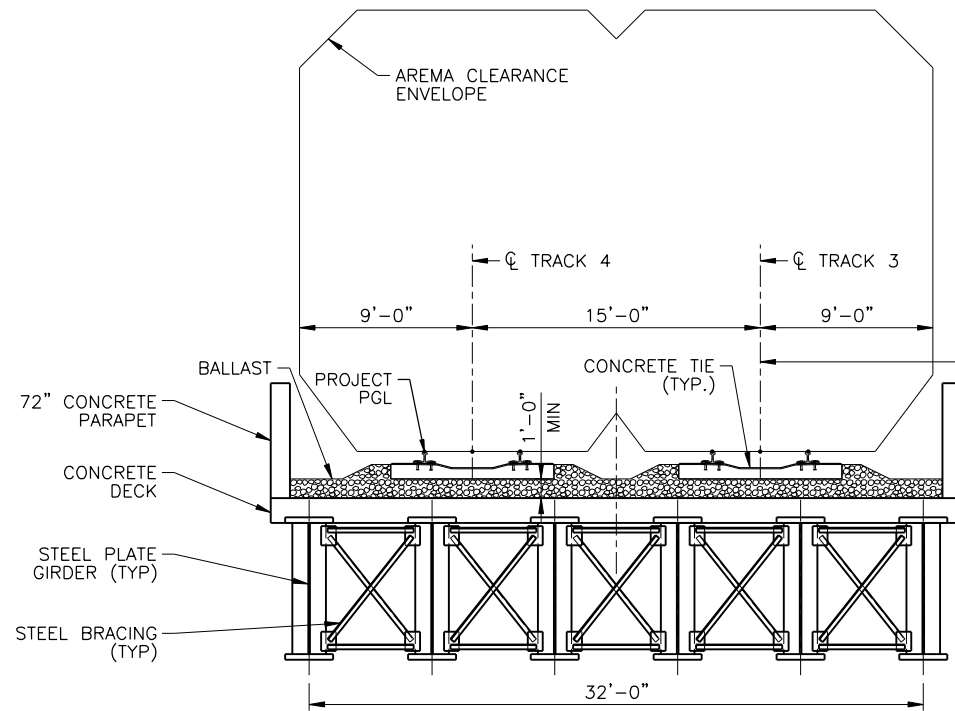 AREMA CLEARANCE
ENVELOPE
℄ TRACK 4
℄ TRACK 3
9'-0"
15'-0"
9'-0"
BALLAST
PROJECT
PGL
1'-0"
MIN
CONCRETE TIE
(TYP.)
72" CONCRETE
PARAPET
CONCRETE
DECK
STEEL PLATE
GIRDER (TYP)
STEEL BRACING
(TYP)
32'-0"